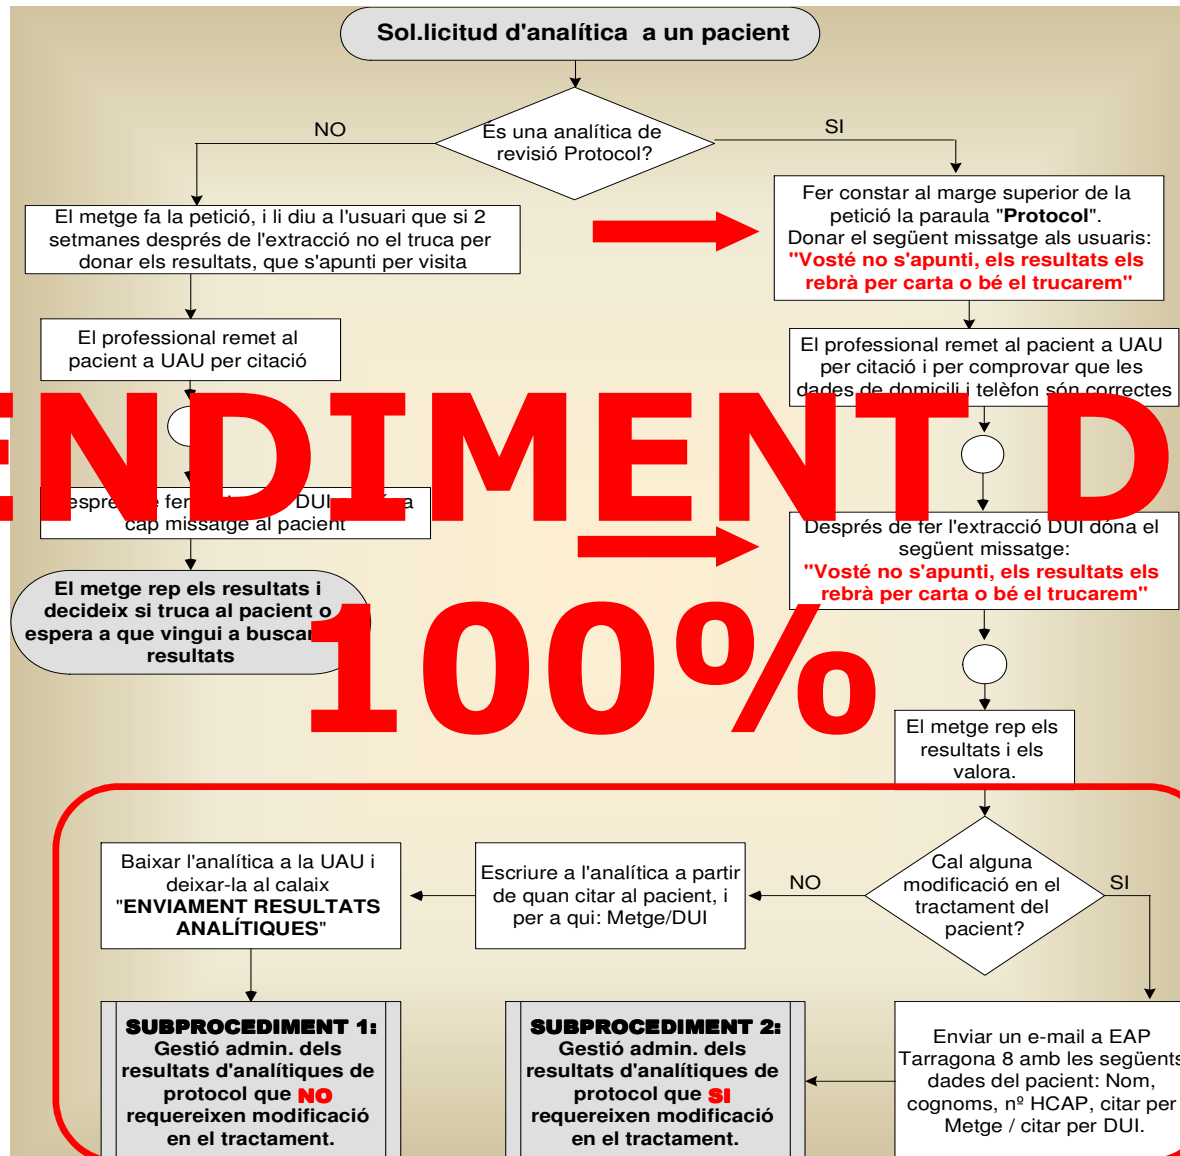 Sol.licitud d'analítica a un pacient
És una analítica de
revisió Protocol?
NO
SI
El metge fa la petició, i li diu a l'usuari que si 2
setmanes després de l'extracció no el truca per
donar els resultats, que s'apunti per visita
El professional remet al
pacient a UAU per citació
fer
DUI
cap missatge al pacient
El metge rep els resultats i
decideix si truca al pacient o
espera a que vingui a
resultats
Fer constar al marge superior de la
petició la paraula "Protocol".
Donar el següent missatge als usuaris:
"Vosté no s'apunti, els resultats els
rebrà per carta o bé el trucarem"
El professional remet al pacient a UAU
per citació i per comprovar que les
dades de domicili i telèfon són correctes
Després de fer l'extracció DUI dóna el
següent missatge:
"Vosté no s'apunti, els resultats els
rebrà per carta o bé el trucarem"
ENDIMENT D
100%
El metge rep els
resultats i els
valora.
Cal alguna
modificació en el
tractament del
pacient?
NO
SI
Escriure a l'analítica a partir
de quan citar al pacient, i
per a qui: Metge/DUI
Baixar l'analítica a la UAU i
deixar-la al calaix
"ENVIAMENT RESULTATS
ANALÍTIQUES"
SUBPROCEDIMENT 1:
Gestió admin. dels
resultats d'analítiques de
protocol que NO
requereixen modificació
en el tractament.
SUBPROCEDIMENT 2:
Gestió admin. dels
resultats d'analítiques de
protocol que SI
requereixen modificació
en el tractament.
Enviar un e-mail a EAP
Tarragona 8 amb les següents
dades del pacient: Nom,
cognoms, nº HCAP, citar per
Metge / citar per DUI.